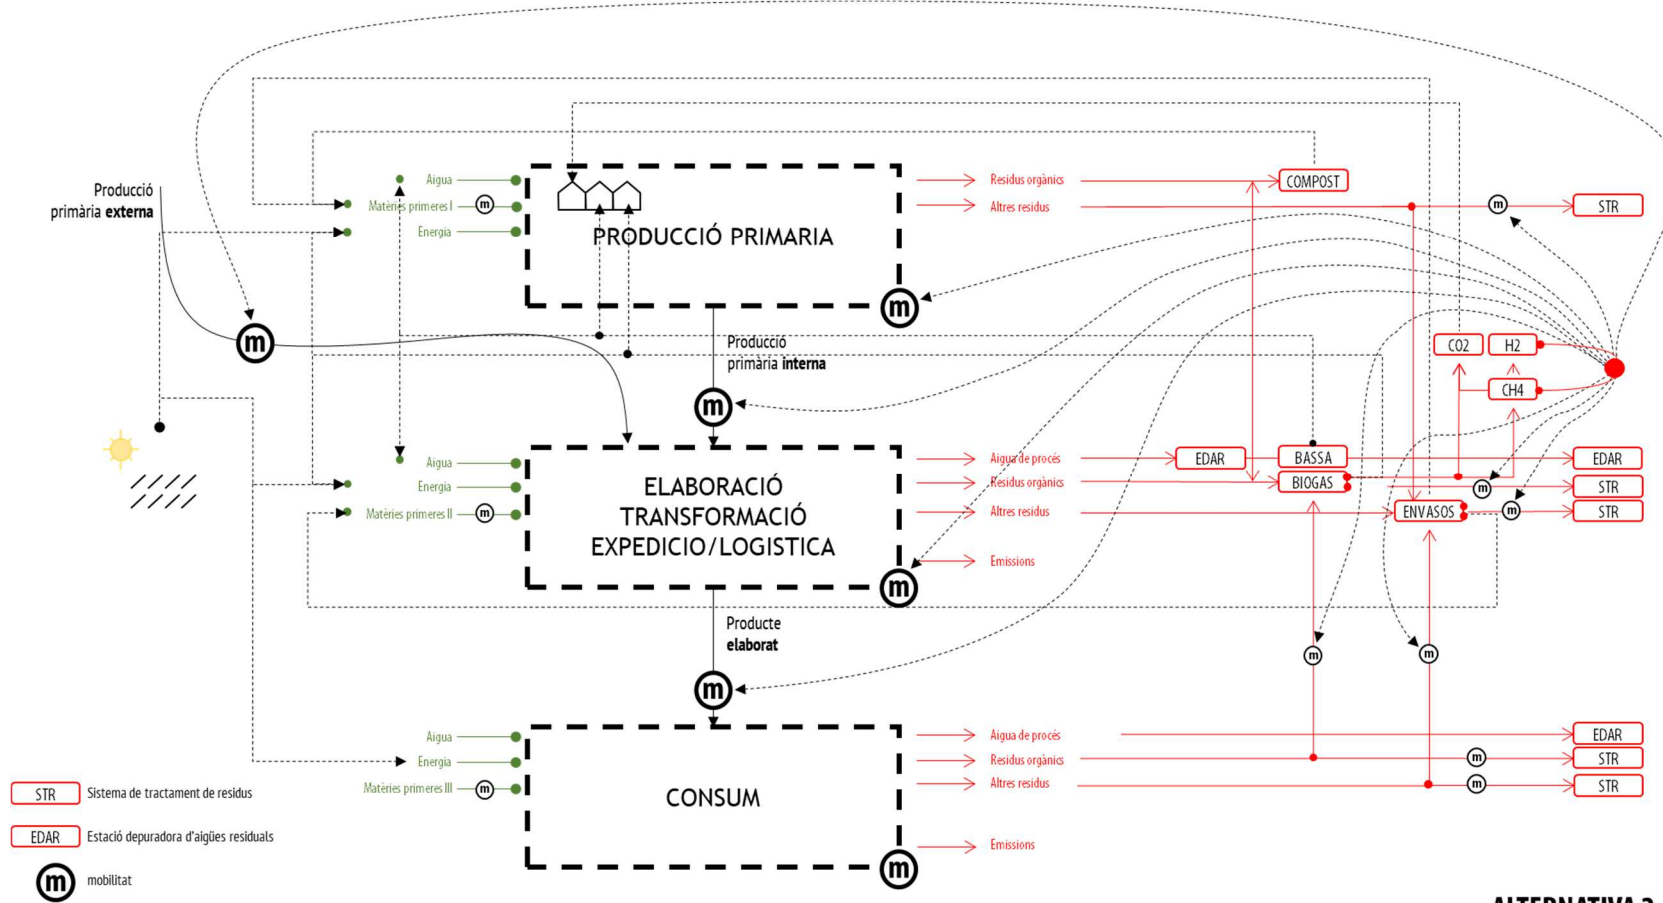 Producció
primària externa
Aigua
Matèries primeres I
m
Energia
PRODUCCIÓ PRIMARIA
m
Residus orgànics
Altres residus
COMPOST
m
STR
m
Producció
primària interna
m
CO2
H2
CH4
Aigua
Energia
Matèries primeres II
m
ELABORACIÓ
TRANSFORMACIÓ
EXPEDICIO/LOGISTICA
m
Aigua de procés
Residus orgànics
Altres residus
Emissions
EDAR
BASSA
BIOGAS
ENVASOS
m
m
EDAR
STR
STR
Producte
elaborat
m
m
m
Aigua
Energia
Matèries primeres III
m
CONSUM
m
Aigua de procés
Residus orgànics
Altres residus
Emissions
m
m
EDAR
STR
STR
STR
Sistema de tractament de residus
EDAR
Estació depuradora d'aigües residuals
m
mobilitat